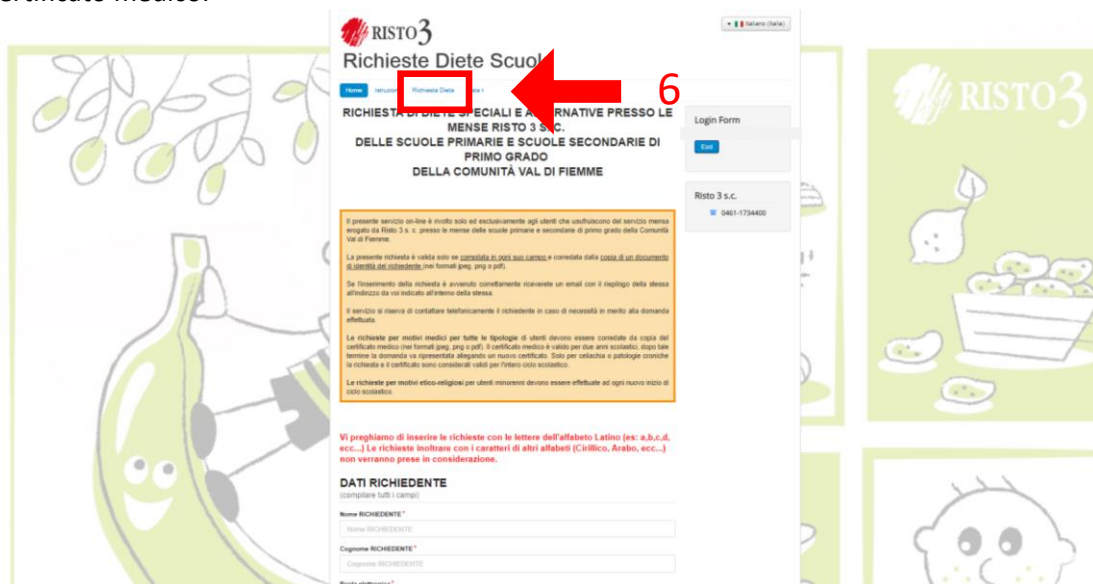 certificato medico.
RISTO3
Italiano (Italia)
Richieste Diete Scuol
Home Istruzion Richiesta Diete
6
RISTO3
RICHIESTA DI DIETE SPECIALI E A RNATIVE PRESSO LE
MENSE RISTO 3 S.C.
DELLE SCUOLE PRIMARIE E SCUOLE SECONDARIE DI
PRIMO GRADO
DELLA COMUNITÀ VAL DI FIEMME
Login Form
Esci
Risto 3 s.c.
0461-1734400
Il presente servizio on-line è rivolto solo ed esclusivamente agli utenti che usufruiscono del servizio mensa
erogato da Risto 3 s. c. presso le mense delle scuole primarie e secondarie di primo grado della Comunità
Val di Fiemme.
La presente richiesta è valida solo se compilata in ogni suo campo e corredata dalla copia di un documento
di identità del richiedente (nei formati jpeg, png o pdf).
Se l'inserimento della richiesta è avvenuto correttamente riceverete un email con il riepilogo della stessa
all'indirizzo da voi indicato all'interno della stessa.
Il servizio si riserva di contattare telefonicamente il richiedente in caso di necessità in merito alla domanda
effettuata.
Le richieste per motivi medici per tutte le tipologie di utenti devono essere corredate da copia del
certificato medico (nei formati jpeg, png o pdf). Il certificato medico è valido per due anni scolastici, dopo tale
termine la domanda va ripresentata allegando un nuovo certificato. Solo per celiachia o patologie croniche
la richiesta e il certificato sono considerati validi per l'intero ciclo scolastico.
Le richieste per motivi etico-religiosi per utenti minorenni devono essere effettuate ad ogni nuovo inizio di
ciclo scolastico.
Vi preghiamo di inserire le richieste con le lettere dell'alfabeto Latino (es: a,b,c,d,
ecc...) Le richieste inoltrare con i caratteri di altri alfabeti (Cirillico, Arabo, ecc...)
non verranno prese in considerazione.
DATI RICHIEDENTE
(compilare tutti i campi)
Nome RICHIEDENTE *
Nome RICHIEDENTE
Cognome RICHIEDENTE *
Cognome RICHIEDENTE
Posta elettronica *